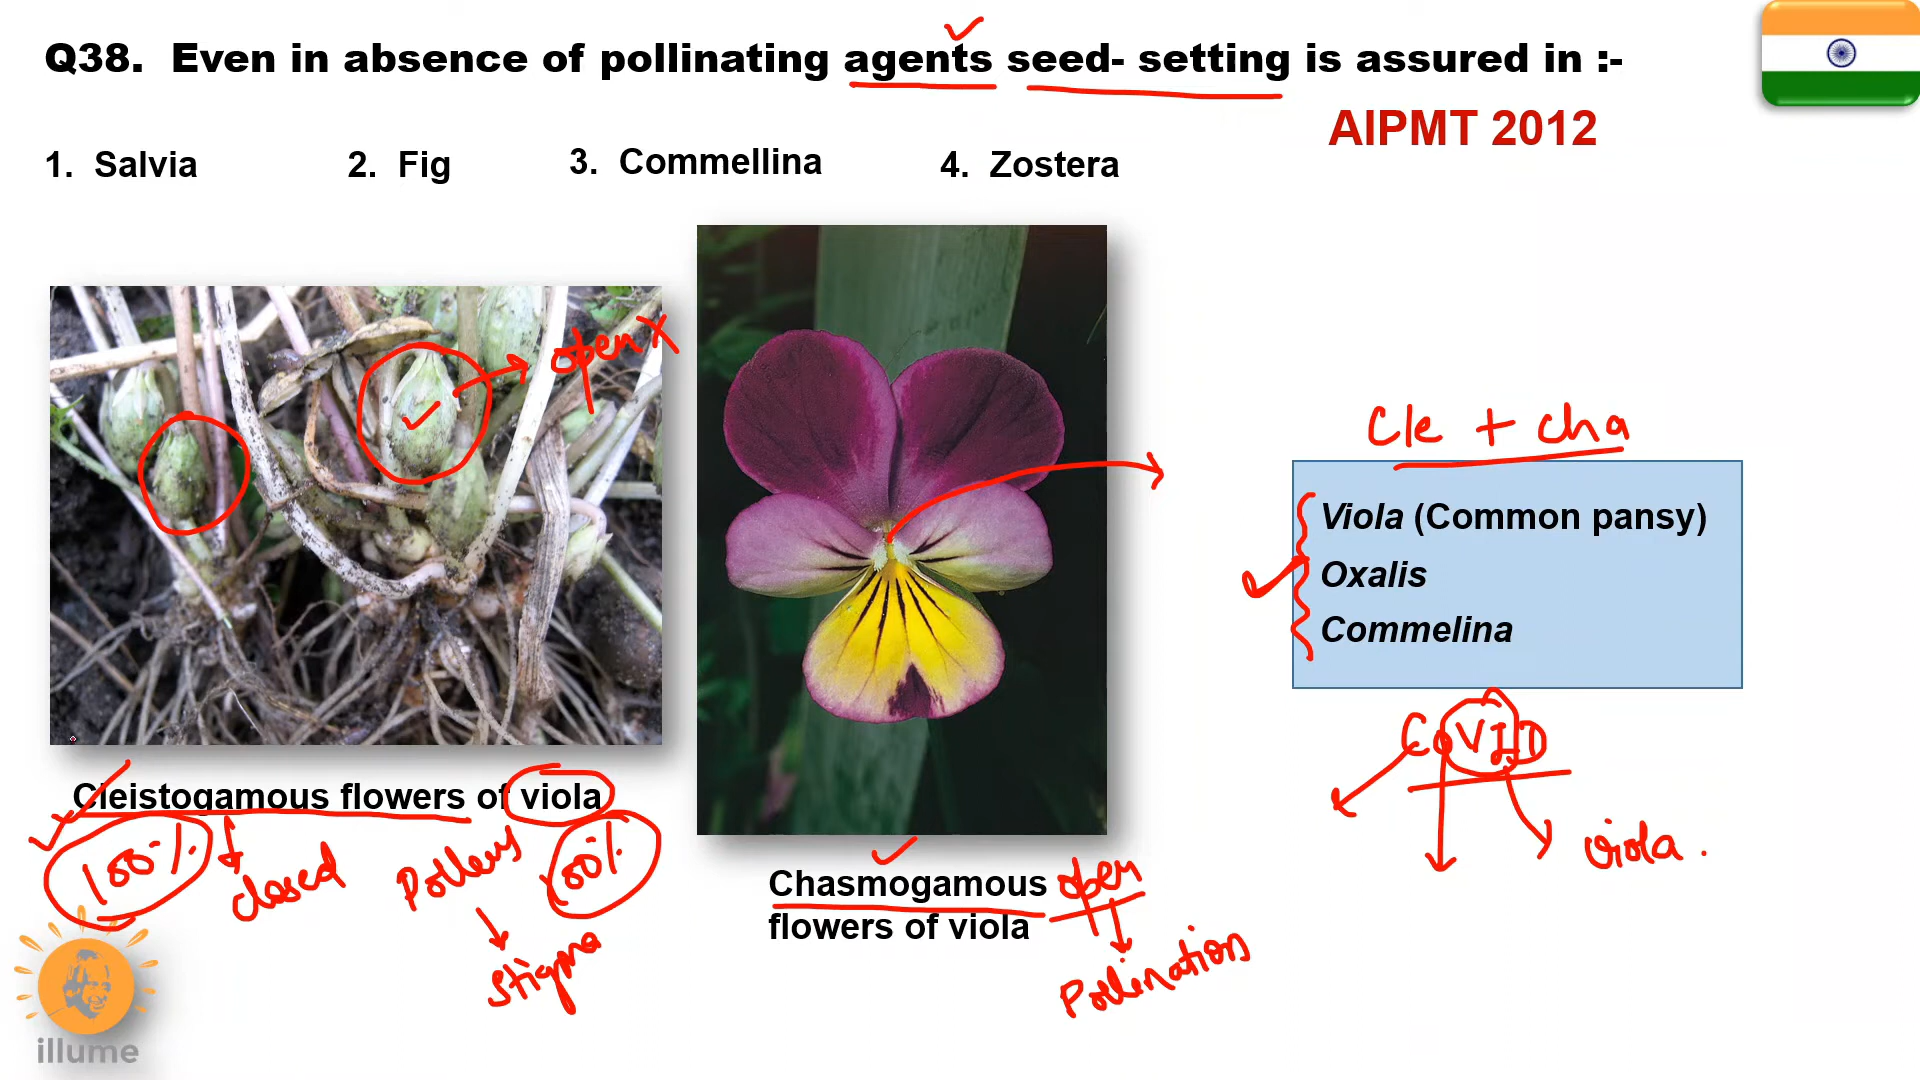 Q38. Even in absence of pollinating agents seed- setting is assured in :-
AIPMT 2012
1. Salvia 2. Fig 3. Commellina 4. Zostera
open x
Cle + cha
Viola (Common pansy)
Oxalis
Commelina
CoVID
viola.
Cleistogamous flowers of viola
100%
closed
Pollens
100%
Stigma
Chasmogamous open
flowers of viola
Pollination
illume